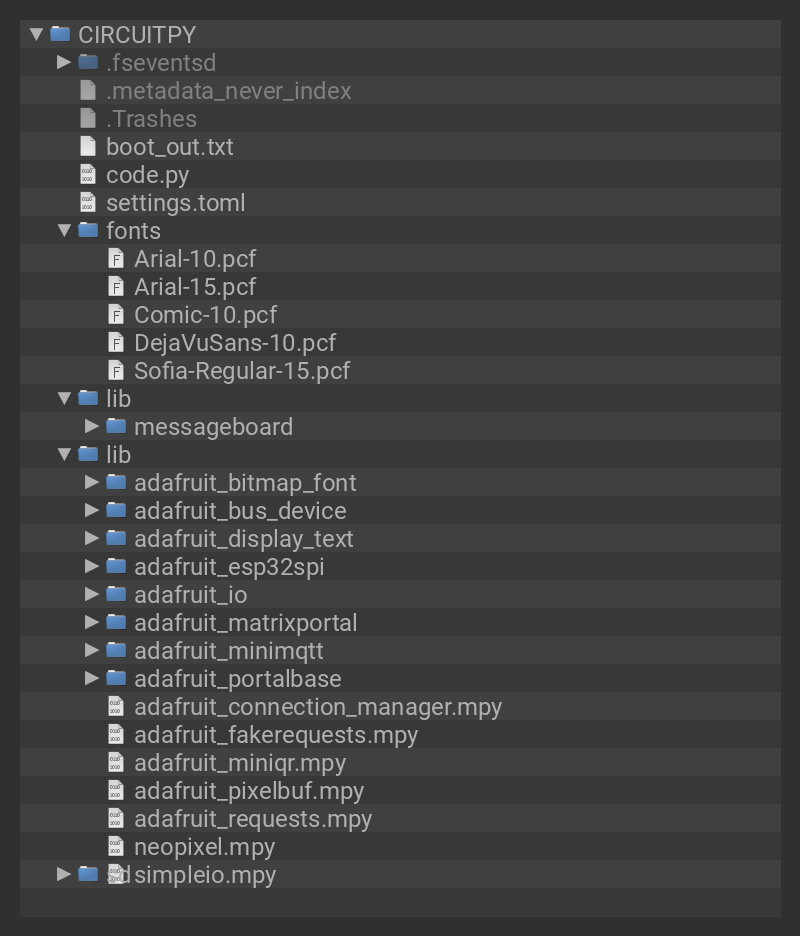 CIRCUITPY
.fseventsd
.metadata_never_index
.Trashes
boot_out.txt
code.py
settings.toml
fonts
Arial-10.pcf
Arial-15.pcf
Comic-10.pcf
DejaVuSans-10.pcf
Sofia-Regular-15.pcf
lib
messageboard
lib
adafruit_bitmap_font
adafruit_bus_device
adafruit_display_text
adafruit_esp32spi
adafruit_io
adafruit_matrixportal
adafruit_minimqtt
adafruit_portalbase
adafruit_connection_manager.mpy
adafruit_fakerequests.mpy
adafruit_miniqr.mpy
adafruit_pixelbuf.mpy
adafruit_requests.mpy
neopixel.mpy
sd simpleio.mpy